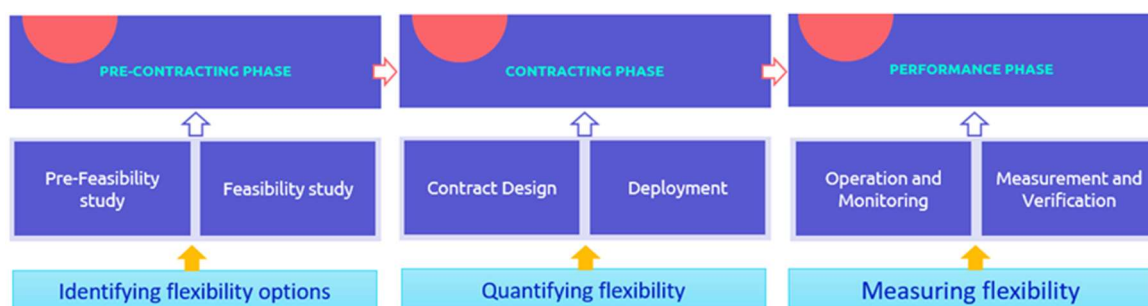 PRE-CONTRACTING PHASE
CONTRACTING PHASE
PERFORMANCE PHASE
Pre-Feasibility
study
Feasibility study
Contract Design
Deployment
Operation and
Monitoring
Measurement and
Verification
Identifying flexibility options
Quantifying flexibility
Measuring flexibility